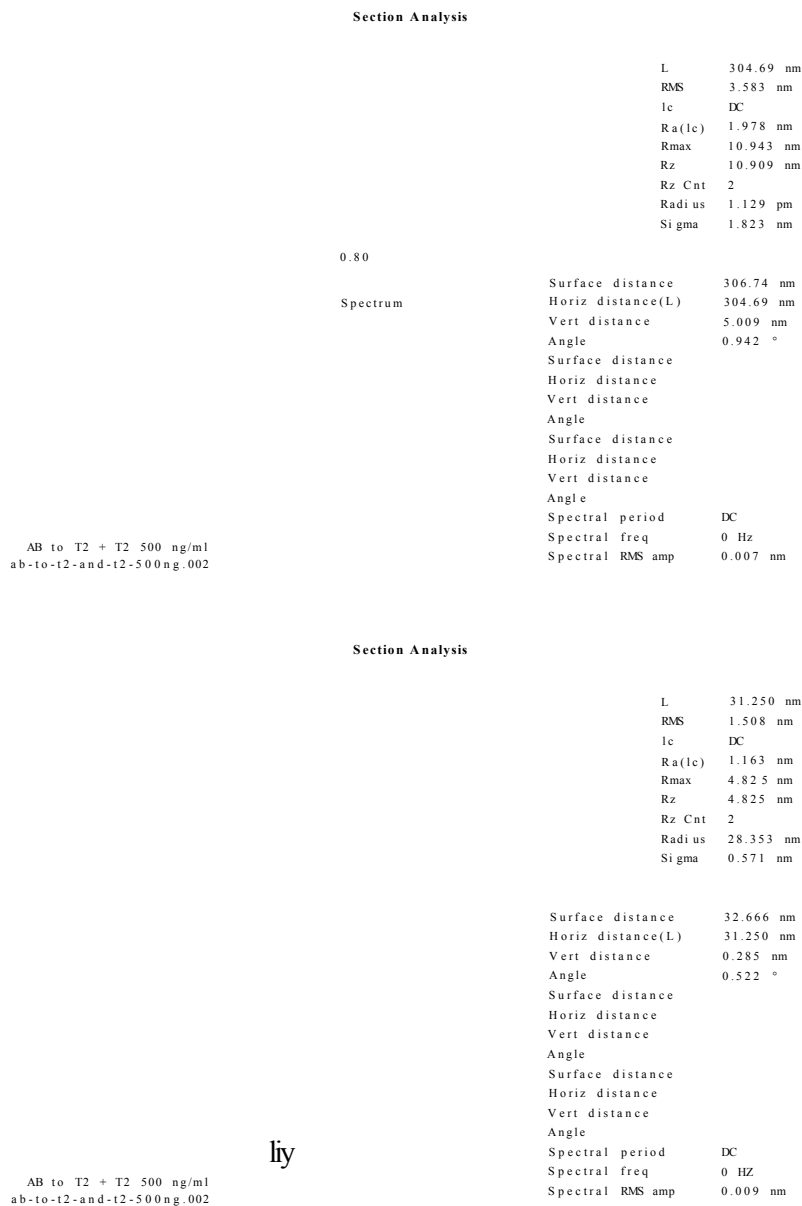 Section Analysis
L 304.69 nm
RMS 3.583 nm
lc DC
Ra(lc) 1.978 nm
Rmax 10.943 nm
Rz 10.909 nm
Rz Cnt 2
Radius 1.129 pm
Sigma 1.823 nm
0.80
Spectrum
Surface distance 306.74 nm
Horiz distance(L) 304.69 nm
Vert distance 5.009 nm
Angle 0.942 °
Surface distance
Horiz distance
Vert distance
Angle
Surface distance
Horiz distance
Vert distance
Angle
Spectral period DC
Spectral freq 0 Hz
Spectral RMS amp 0.007 nm
AB to T2 + T2 500 ng/ml
ab-to-t2-and-t2-500ng.002
Section Analysis
L 31.250 nm
RMS 1.508 nm
lc DC
Ra(lc) 1.163 nm
Rmax 4.825 nm
Rz 4.825 nm
Rz Cnt 2
Radius 28.353 nm
Sigma 0.571 nm
Surface distance 32.666 nm
Horiz distance(L) 31.250 nm
Vert distance 0.285 nm
Angle 0.522 °
Surface distance
Horiz distance
Vert distance
Angle
Surface distance
Horiz distance
Vert distance
Angle
Spectral period DC
Spectral freq 0 HZ
Spectral RMS amp 0.009 nm
liy
AB to T2 + T2 500 ng/ml
ab-to-t2-and-t2-500ng.002